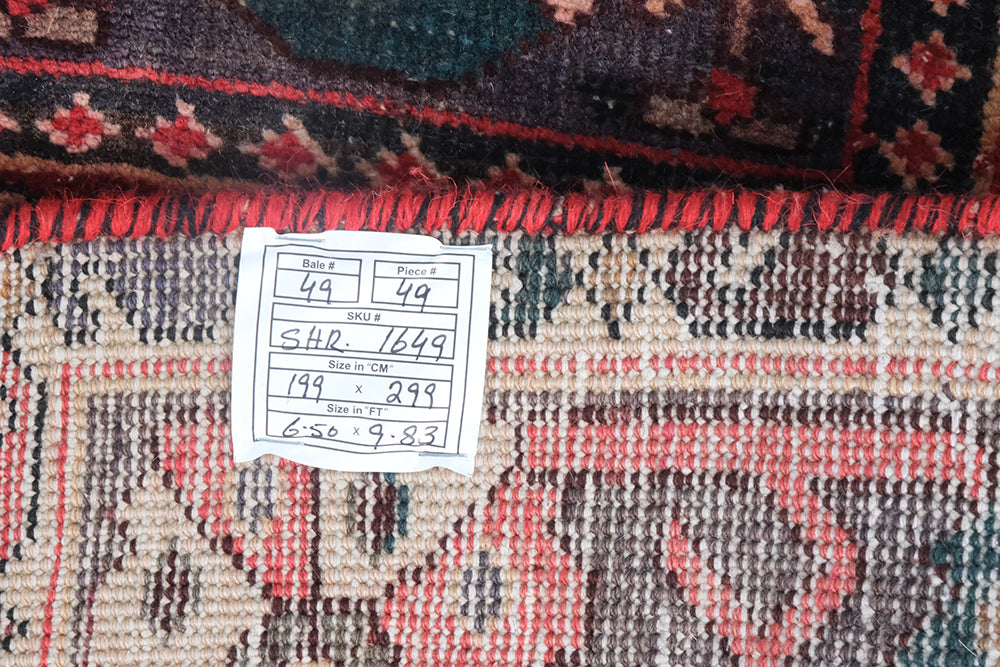 Bale # Piece #
49 49
SKU #
SHR. 1649
Size in "CM"
199 x 299
Size in "FT"
6.50 x 9.83